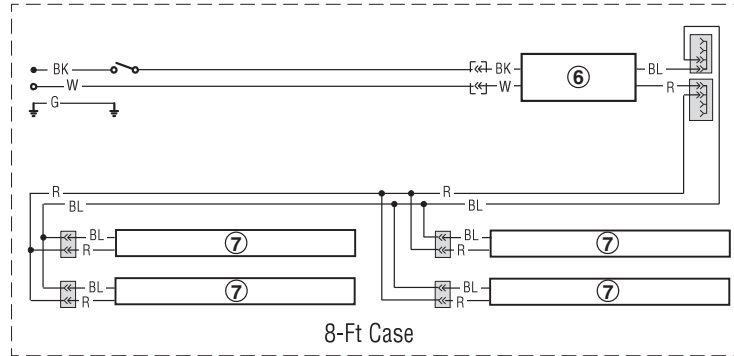 BK BK BL
W W R
6
G
R R
BL BL
BL 7 BL 7
R R
BL 7 BL 7
R R
8-Ft Case